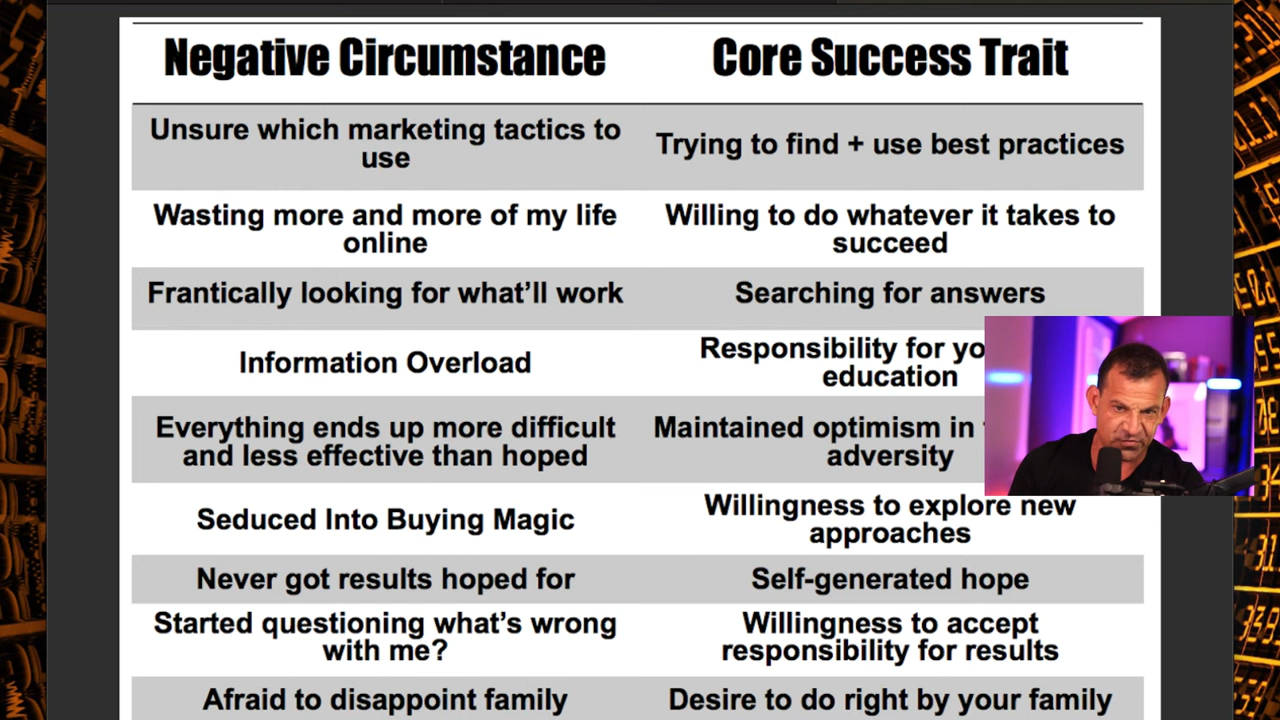 Negative Circumstance
Core Success Trait
Unsure which marketing tactics to
use
Trying to find + use best practices
Wasting more and more of my life
online
Willing to do whatever it takes to
succeed
Frantically looking for what’ll work
Searching for answers
Information Overload
Responsibility for
education
Everything ends up more difficult
and less effective than hoped
Maintained optimism in
adversity
Seduced Into Buying Magic
Willingness to explore new
approaches
Never got results hoped for
Self-generated hope
Started questioning what’s wrong
with me?
Willingness to accept
responsibility for results
Afraid to disappoint family
Desire to do right by your family